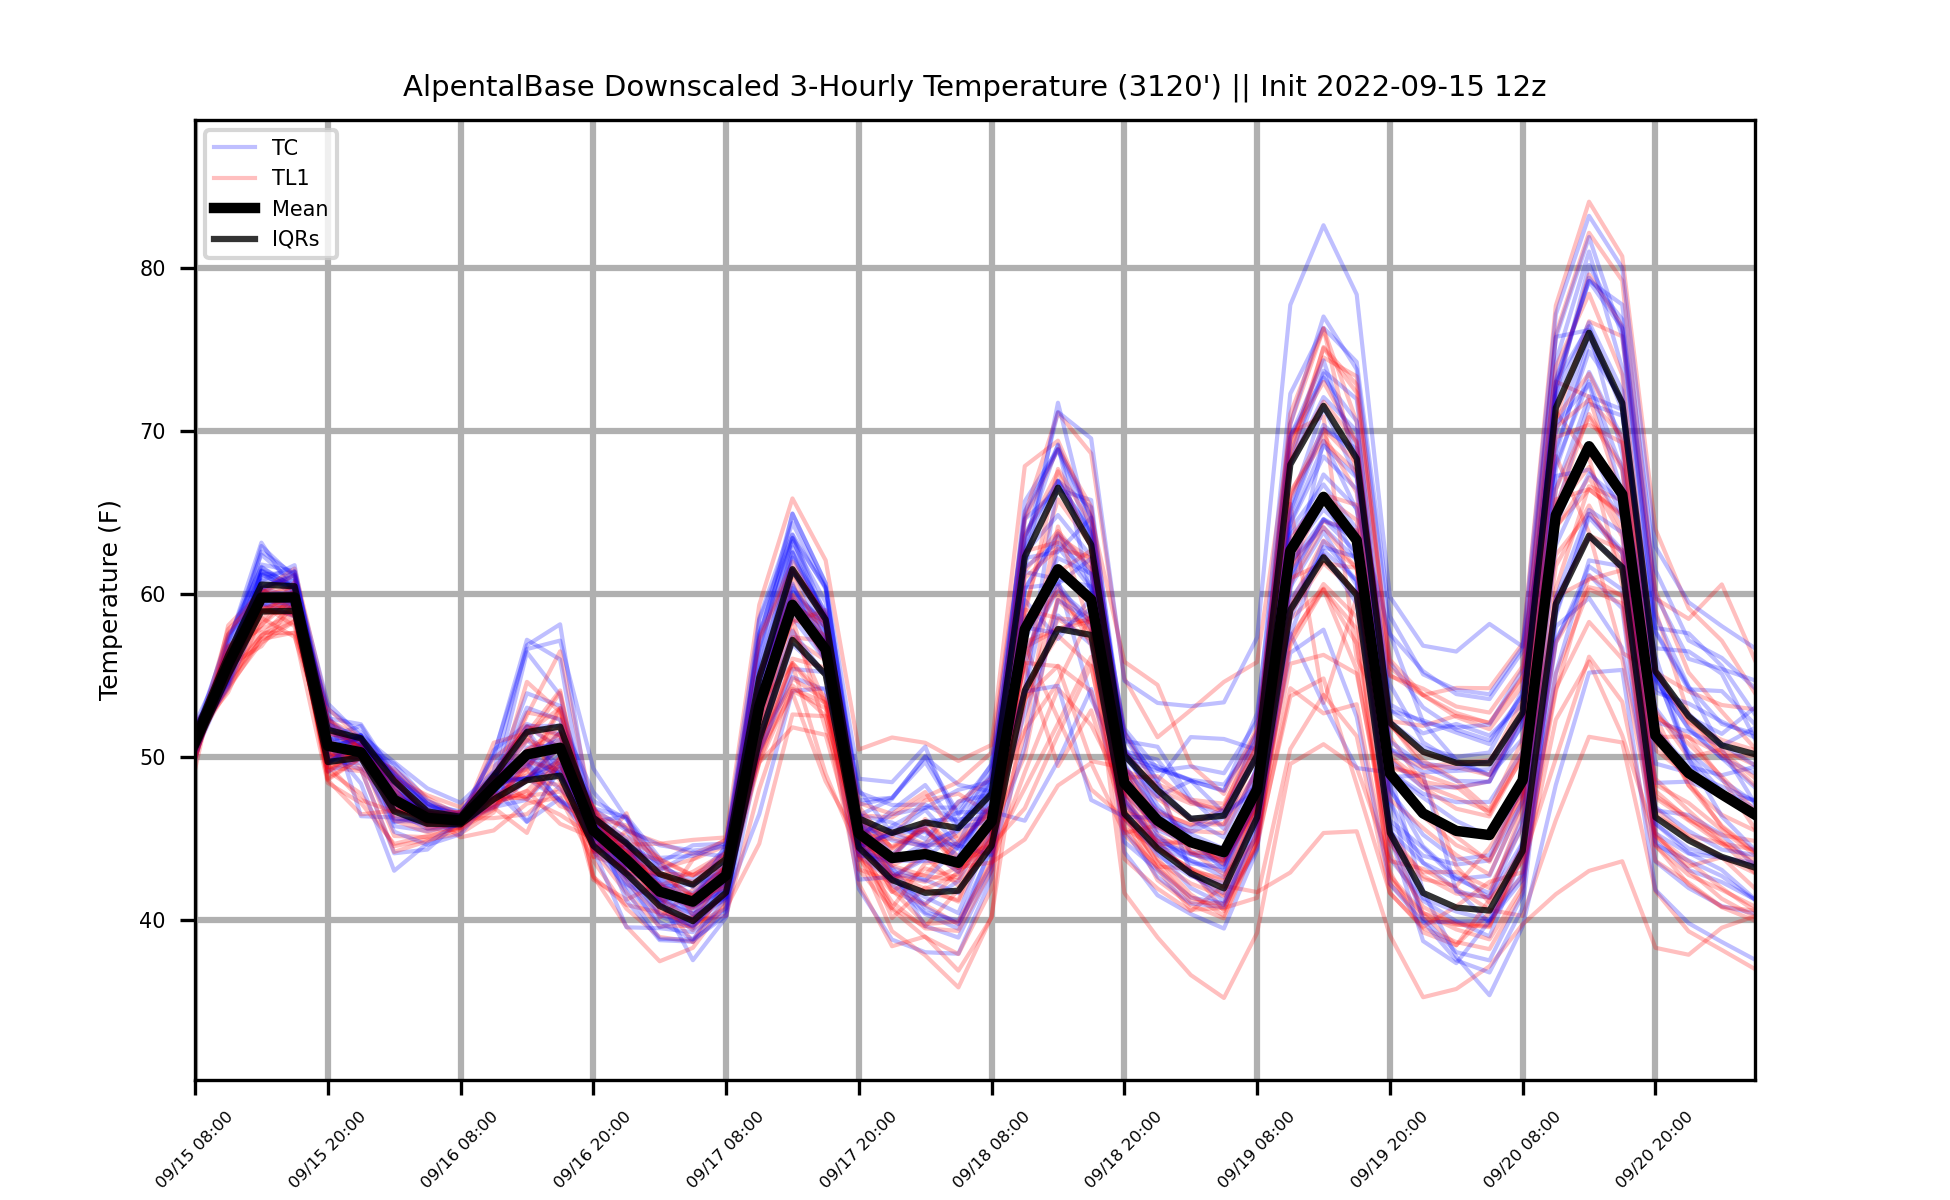 AlpentalBase Downscaled 3-Hourly Temperature (3120') || Init 2022-09-15 12z
TC
TL1
Mean
IQRs
Temperature (F)
80
70
60
50
40
09/15 08:00
09/15 20:00
09/16 08:00
09/16 20:00
09/17 08:00
09/17 20:00
09/18 08:00
09/18 20:00
09/19 08:00
09/19 20:00
09/20 08:00
09/20 20:00